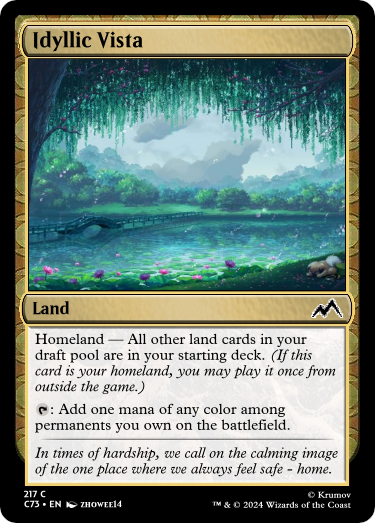 Idyllic Vista
Land
Homeland — All other land cards in your
draft pool are in your starting deck. (If this
card is your homeland, you may play it once from
outside the game.)
: Add one mana of any color among
permanents you own on the battlefield.
In times of hardship, we call on the calming image
of the one place where we always feel safe - home.
217 C
© Krumov
C73 • EN ZHOWEE14
™ & © 2024 Wizards of the Coast